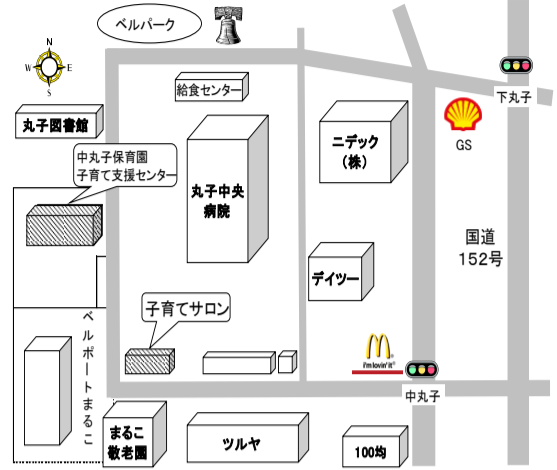 ベルパーク
N
W E
S
給食センター
下丸子
丸子図書館
ニデック
(株)
GS
中丸子保育園
子育て支援センター
丸子中央
病院
国道
152号
デイツー
子育てサロン
ベルポートまるこ
i'm lovin' it
中丸子
まるこ
敬老園
ツルヤ
100均